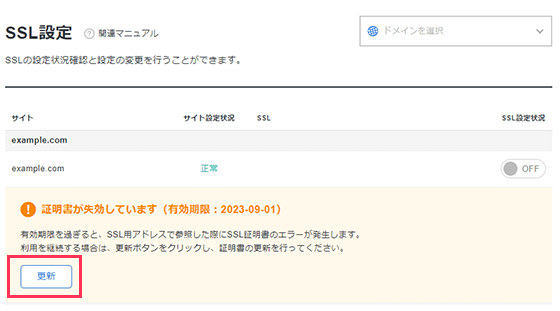 SSL設定 ? 関連マニュアル
ドメインを選択
SSLの設定状況確認と設定の変更を行うことができます。
サイト サイト設定状況 SSL SSL設定状況
example.com
example.com 正常 OFF
! 証明書が失効しています（有効期限：2023-09-01）
有効期限を過ぎると、SSL用アドレスで参照した際にSSL証明書のエラーが発生します。
利用を継続する場合は、更新ボタンをクリックし、証明書の更新を行ってください。
更新